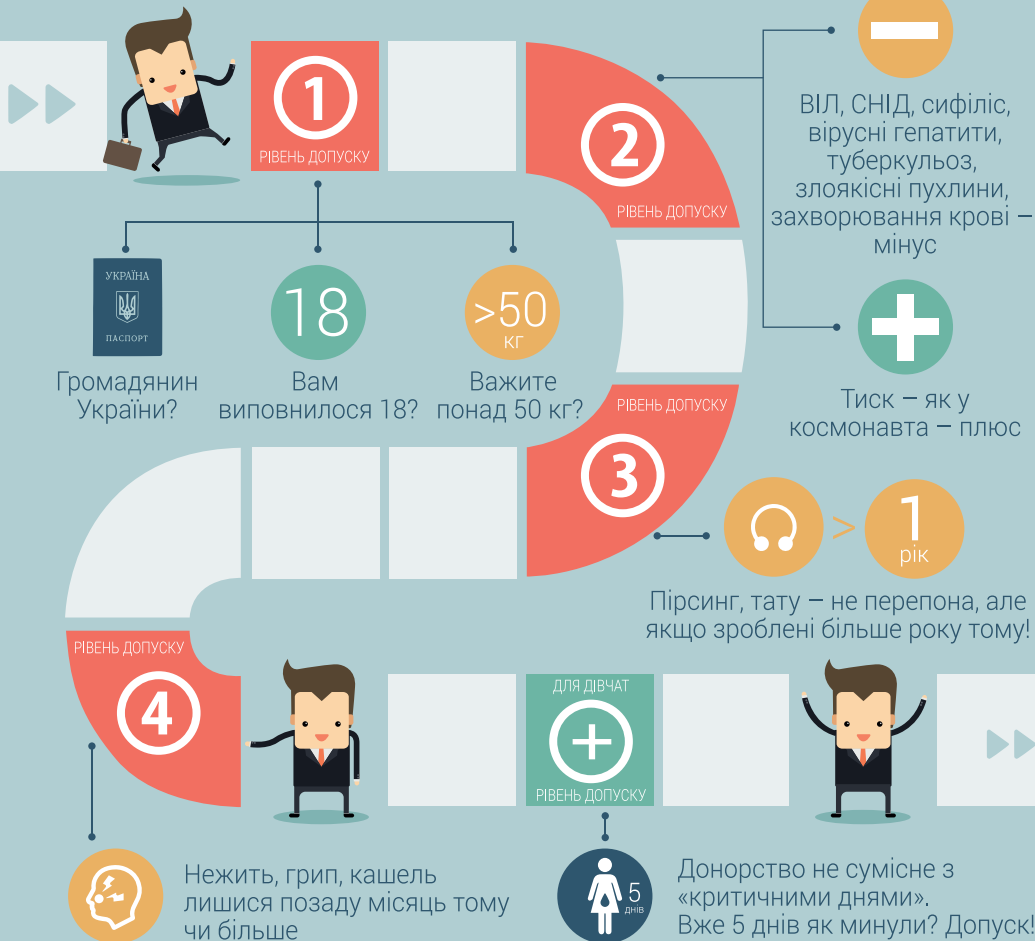 1
РІВЕНЬ ДОПУСКУ
2
РІВЕНЬ ДОПУСКУ
ВІЛ, СНІД, сифіліс,
вірусні гепатити,
туберкульоз,
злоякісні пухлини,
захворювання крові –
мінус
УКРАЇНА
ПАСПОРТ
Громадянин
України?
18
Вам
виповнилося 18?
>50
кг
Важите
понад 50 кг?
Тиск – як у
космонавта – плюс
РІВЕНЬ ДОПУСКУ
3
>
1
рік
Пірсинг, тату – не перепона, але
якщо зроблені більше року тому!
РІВЕНЬ ДОПУСКУ
4
ДЛЯ ДІВЧАТ
+
РІВЕНЬ ДОПУСКУ
Нежить, грип, кашель
лишися позаду місяць тому
чи більше
5
днів
Донорство не сумісне з
«критичними днями».
Вже 5 днів як минули? Допуск!